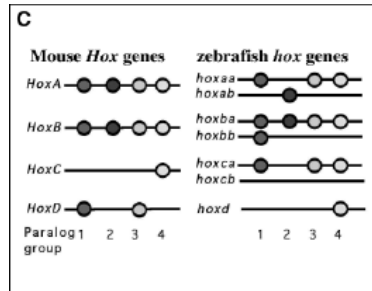 C
Mouse Hox genes
HoxA
HoxB
HoxC
HoxD
Paralog group 1 2 3 4
zebrafish hox genes
hoxaa
hoxab
hoxba
hoxbb
hoxca
hoxcb
hoxd
1 2 3 4